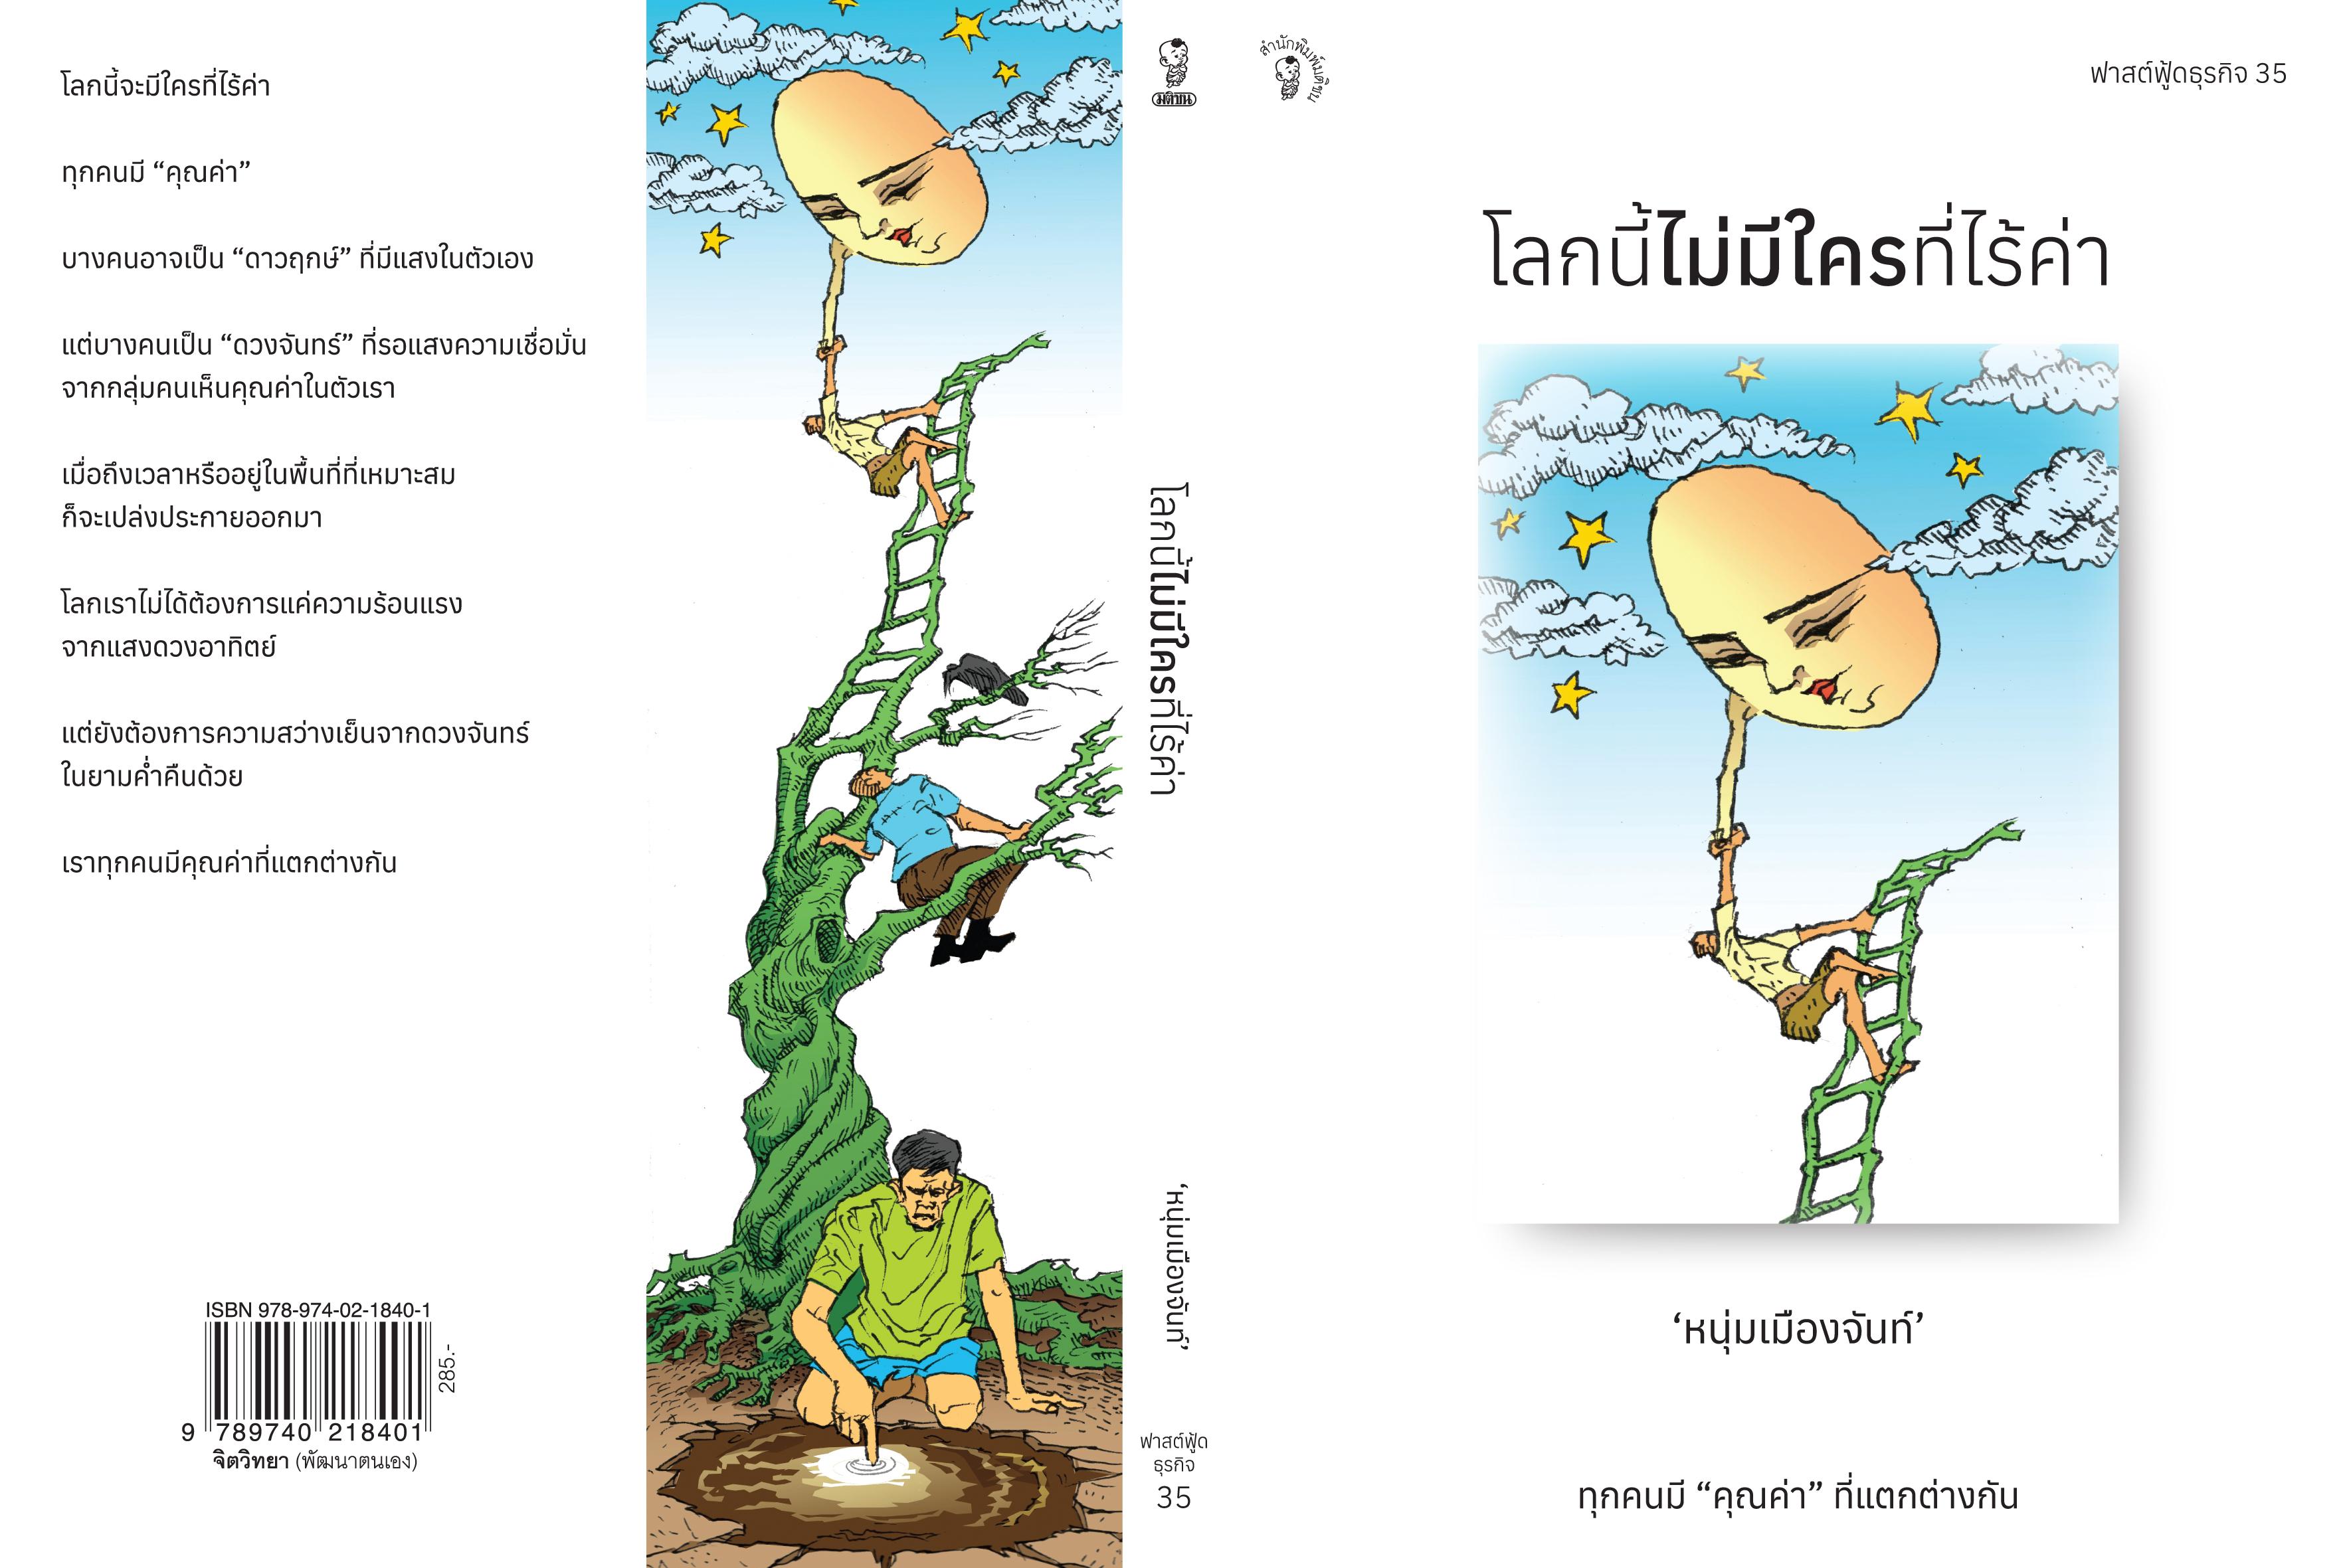 โลกนี้จะมีใครที่ไร้ค่า
ทุกคนมี “คุณค่า”
บางคนอาจเป็น “ดาวฤกษ์” ที่มีแสงในตัวเอง
แต่บางคนเป็น “ดวงจันทร์” ที่รอแสงความเชื่อมั่น
จากกลุ่มคนเห็นคุณค่าในตัวเรา
เมื่อถึงเวลาหรืออยู่ในพื้นที่ที่เหมาะสม
ก็จะเปล่งประกายออกมา
โลกเราไม่ได้ต้องการแค่ความร้อนแรง
จากแสงดวงอาทิตย์
แต่ยังต้องการความสว่างเย็นจากดวงจันทร์
ในยามค่ำคืนด้วย
เราทุกคนมีคุณค่าที่แตกต่างกัน
ISBN 978-974-02-1840-1
285.-
9 789740 218401
จิตวิทยา (พัฒนาตนเอง)
มติชน
โลกนี้ไม่มีใครที่ไร้ค่า
‘หนุ่มเมืองจันท์’
ฟาสต์ฟู้ด
ธุรกิจ
35
สำนักพิมพ์มติชน
ฟาสต์ฟู้ดธุรกิจ 35
โลกนี้ไม่มีใครที่ไร้ค่า
‘หนุ่มเมืองจันท์’
ทุกคนมี “คุณค่า” ที่แตกต่างกัน